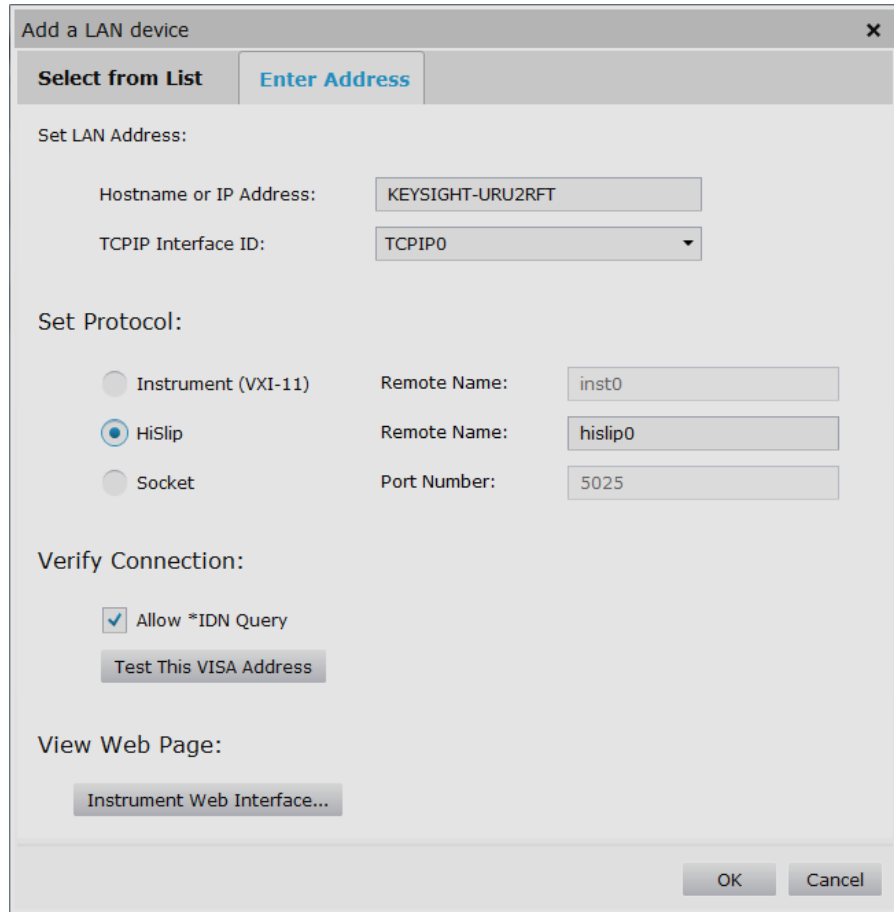 Add a LAN device
Select from List Enter Address
Set LAN Address:
Hostname or IP Address: KEYSIGHT-URU2RFT
TCPIP Interface ID: TCPIP0
Set Protocol:
Instrument (VXI-11) Remote Name: inst0
HiSlip Remote Name: hislip0
Socket Port Number: 5025
Verify Connection:
Allow *IDN Query
Test This VISA Address
View Web Page:
Instrument Web Interface...
OK Cancel